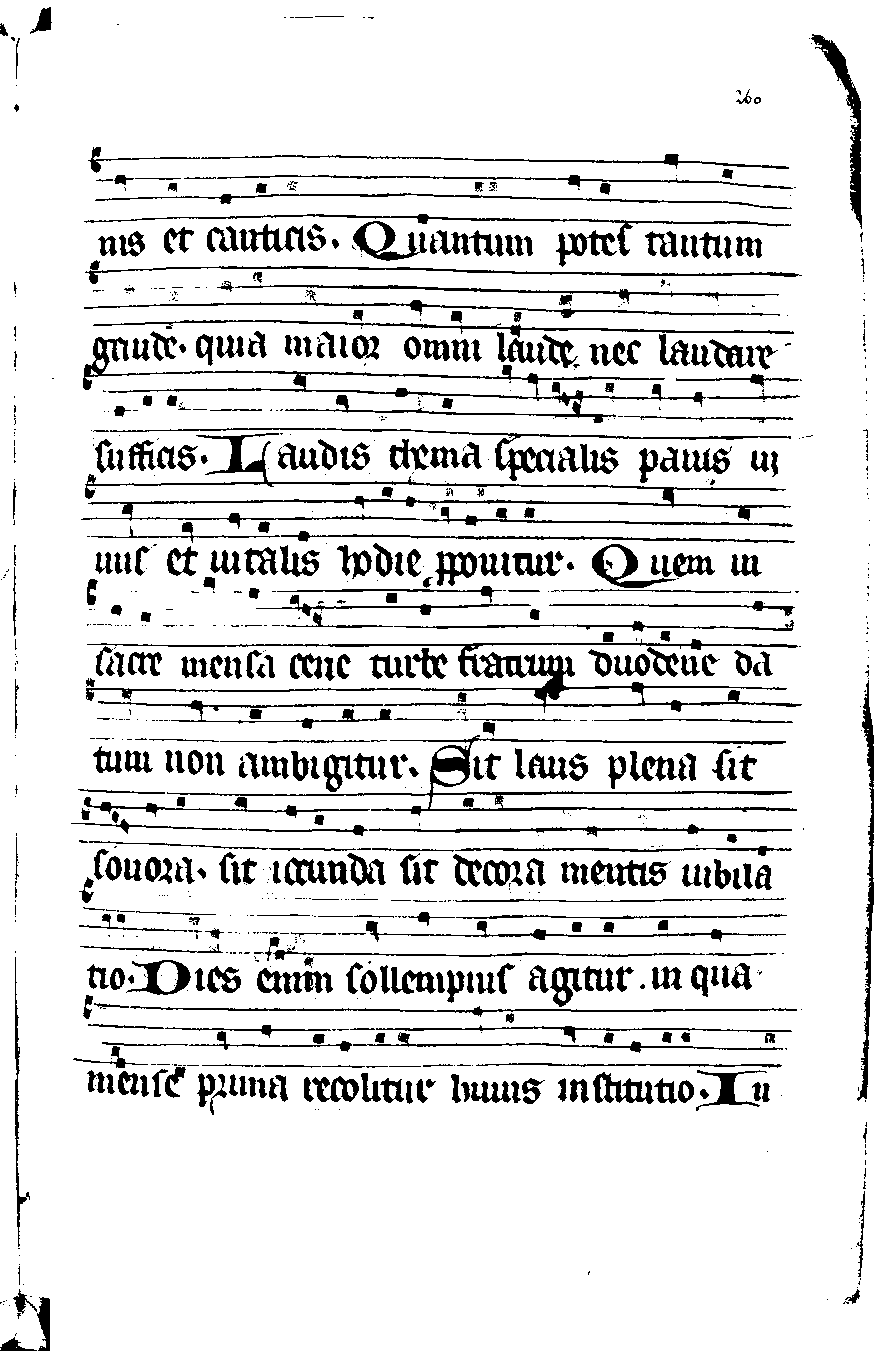 260
nis et canticis. Quantum potes tantum
gaude. quia maior omni laude nec laudare
sufficis. Laudis thema specialis panis ui
uus et uitalis hodie pponitur. Quem in
sacre mensa cene turbe fratrum duodene da
tum non ambigitur. Sit laus plena sit
sonora. sit iocunda sit decora mentis iubila
tio. Dies enim sollempnis agitur. in qua
mense prima recolitur huius institutio. In